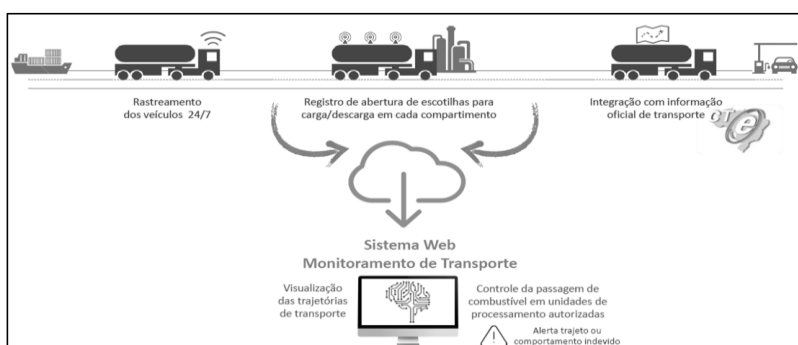 Rastreamento
dos veículos 24/7
Registro de abertura de escotilhas para
carga/descarga em cada compartimento
Integração com informação
oficial de transporte
CTe
Sistema Web
Monitoramento de Transporte
Visualização
das trajetórias
de transporte
Controle da passagem de
combustível em unidades de
processamento autorizadas
Alerta trajeto ou
comportamento indevido